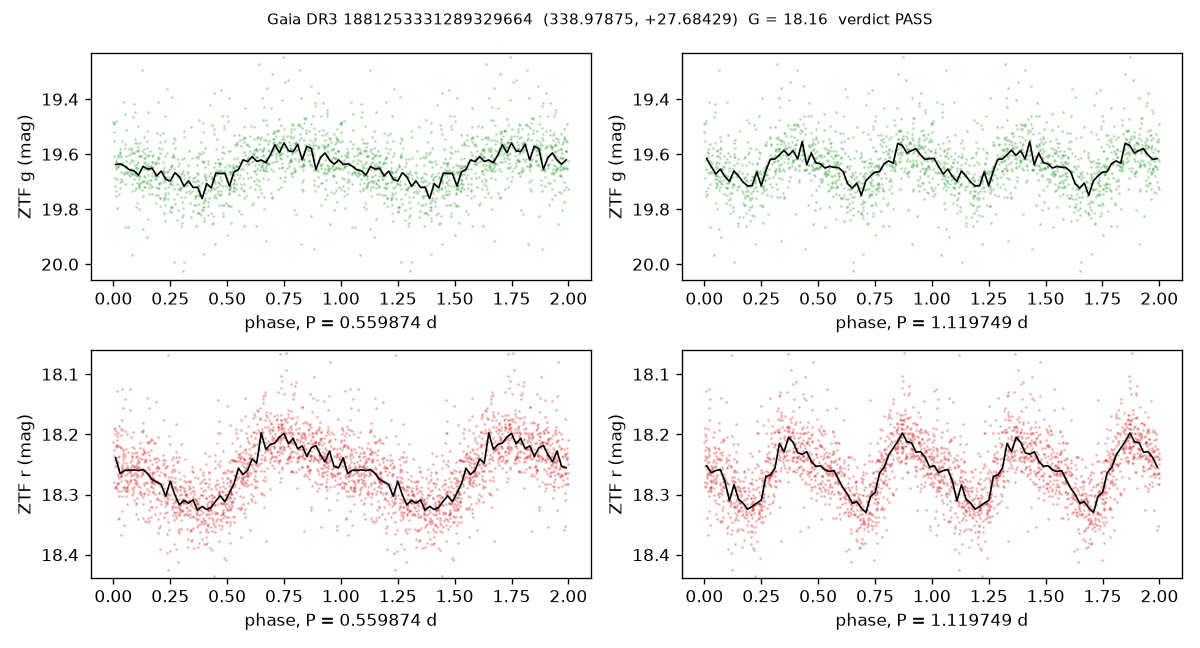 Gaia DR3 1881253331289329664  (338.97875, +27.68429)  G = 18.16  verdict PASS
ZTF g (mag)
19.4
19.6
19.8
20.0
0.00 0.25 0.50 0.75 1.00 1.25 1.50 1.75 2.00
phase, P = 0.559874 d
ZTF g (mag)
19.4
19.6
19.8
20.0
0.00 0.25 0.50 0.75 1.00 1.25 1.50 1.75 2.00
phase, P = 1.119749 d
ZTF r (mag)
18.1
18.2
18.3
18.4
0.00 0.25 0.50 0.75 1.00 1.25 1.50 1.75 2.00
phase, P = 0.559874 d
ZTF r (mag)
18.1
18.2
18.3
18.4
0.00 0.25 0.50 0.75 1.00 1.25 1.50 1.75 2.00
phase, P = 1.119749 d